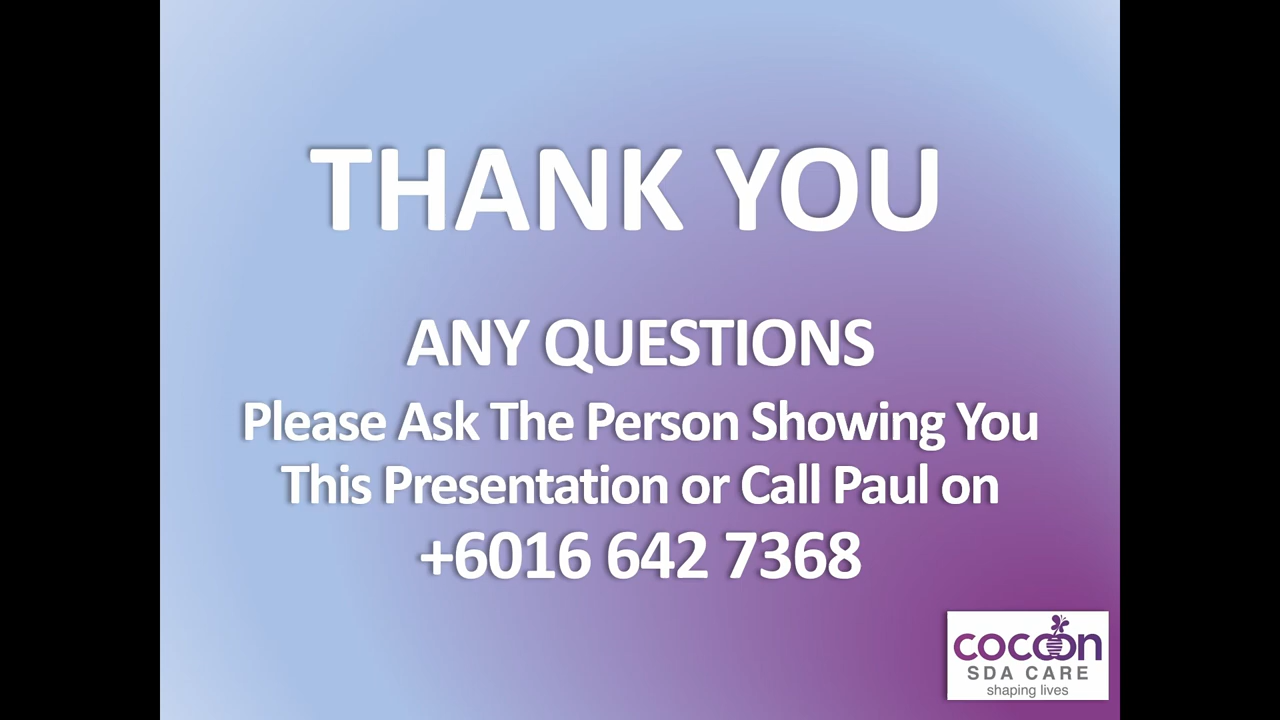 THANK YOU
ANY QUESTIONS
Please Ask The Person Showing You
This Presentation or Call Paul on
+6016 642 7368
cocoon
SDA CARE
shaping lives